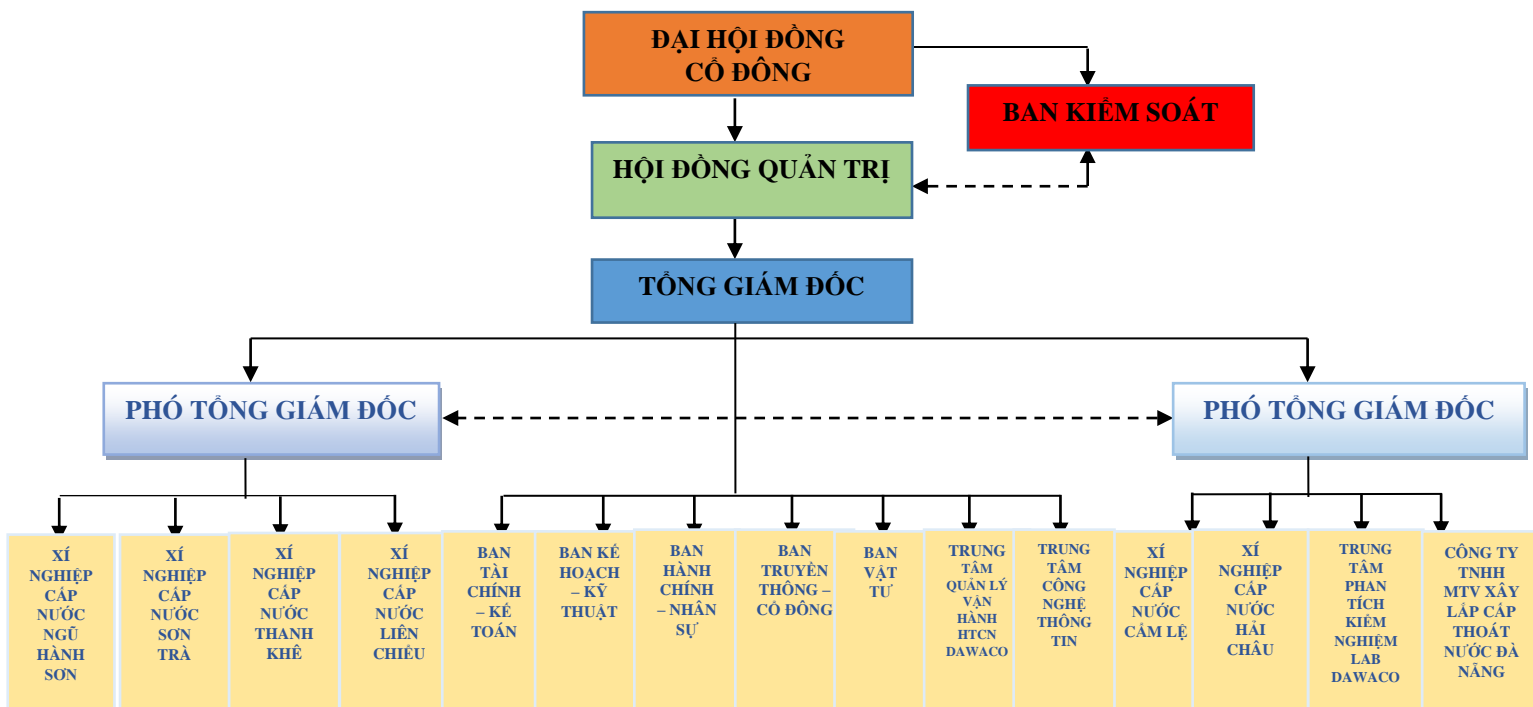 ĐẠI HỘI ĐỒNG
CỔ ĐÔNG
BAN KIỂM SOÁT
HỘI ĐỒNG QUẢN TRỊ
TỔNG GIÁM ĐỐC
PHÓ TỔNG GIÁM ĐỐC
PHÓ TỔNG GIÁM ĐỐC
XÍ
NGHIỆP
CẤP
NƯỚC
NGŨ
HÀNH
SƠN
XÍ
NGHIỆP
CẤP
NƯỚC
SƠN
TRÀ
XÍ
NGHIỆP
CẤP
NƯỚC
THANH
KHÊ
XÍ
NGHIỆP
CẤP
NƯỚC
LIÊN
CHIỂU
BAN
TÀI
CHÍNH
– KẾ
TOÁN
BAN KẾ
HOẠCH
– KỸ
THUẬT
BAN
HÀNH
CHÍNH
– NHÂN
SỰ
BAN
TRUYỀN
THÔNG –
CỔ ĐÔNG
BAN
VẬT
TƯ
TRUNG
TÂM
QUẢN LÝ
VẬN
HÀNH
HTCN
DAWACO
TRUNG
TÂM
CÔNG
NGHỆ
THÔNG
TIN
XÍ
NGHIỆP
CẤP
NƯỚC
CẨM LỆ
XÍ
NGHIỆP
CẤP
NƯỚC
HẢI
CHÂU
TRUNG
TÂM
PHAN
TÍCH
KIỂM
NGHIỆM
LAB
DAWACO
CÔNG TY
TNHH
MTV XÂY
LẮP CẤP
THOÁT
NƯỚC ĐÀ
NẴNG